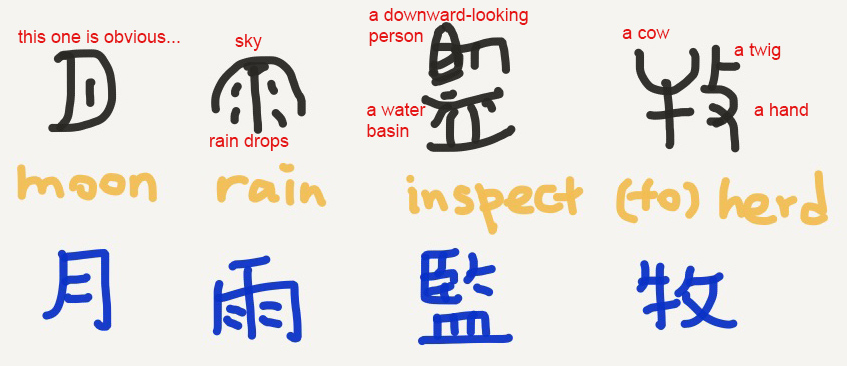 this one is obvious...
sky
rain drops
a downward-looking
person
a water
basin
a cow
a twig
a hand
moon rain inspect (to) herd
月 雨 監 牧